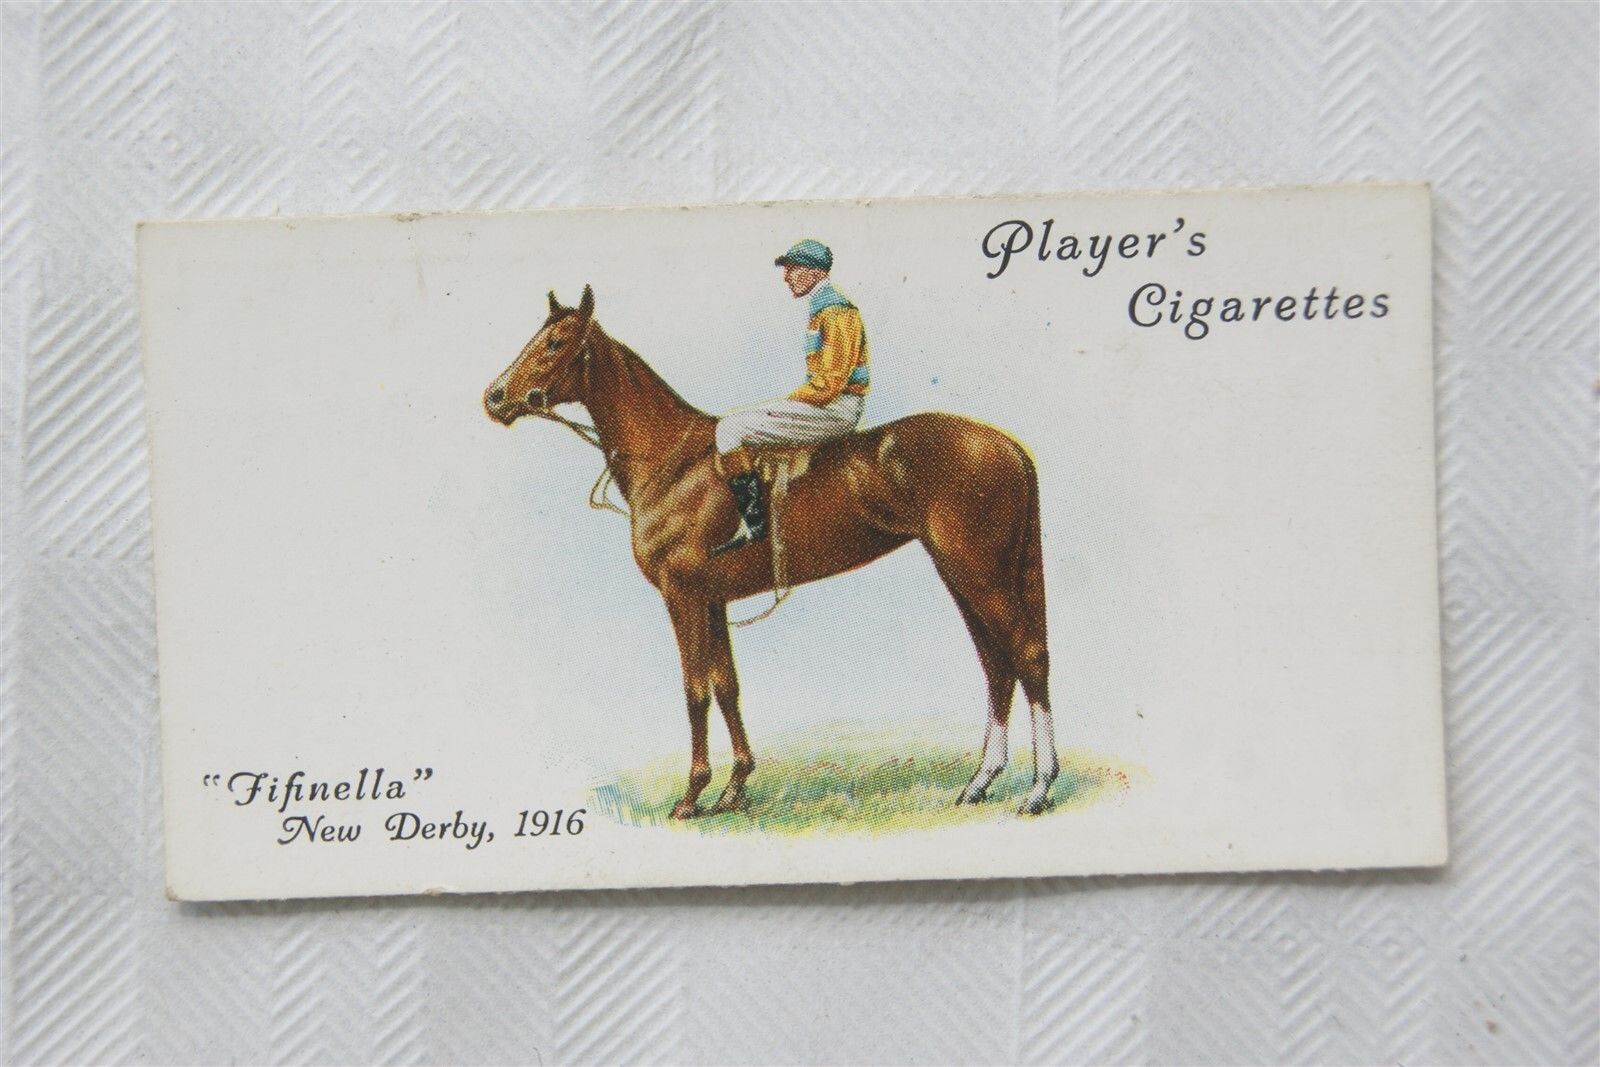 Player's
Cigarettes
"Fifinella"
New Derby, 1916